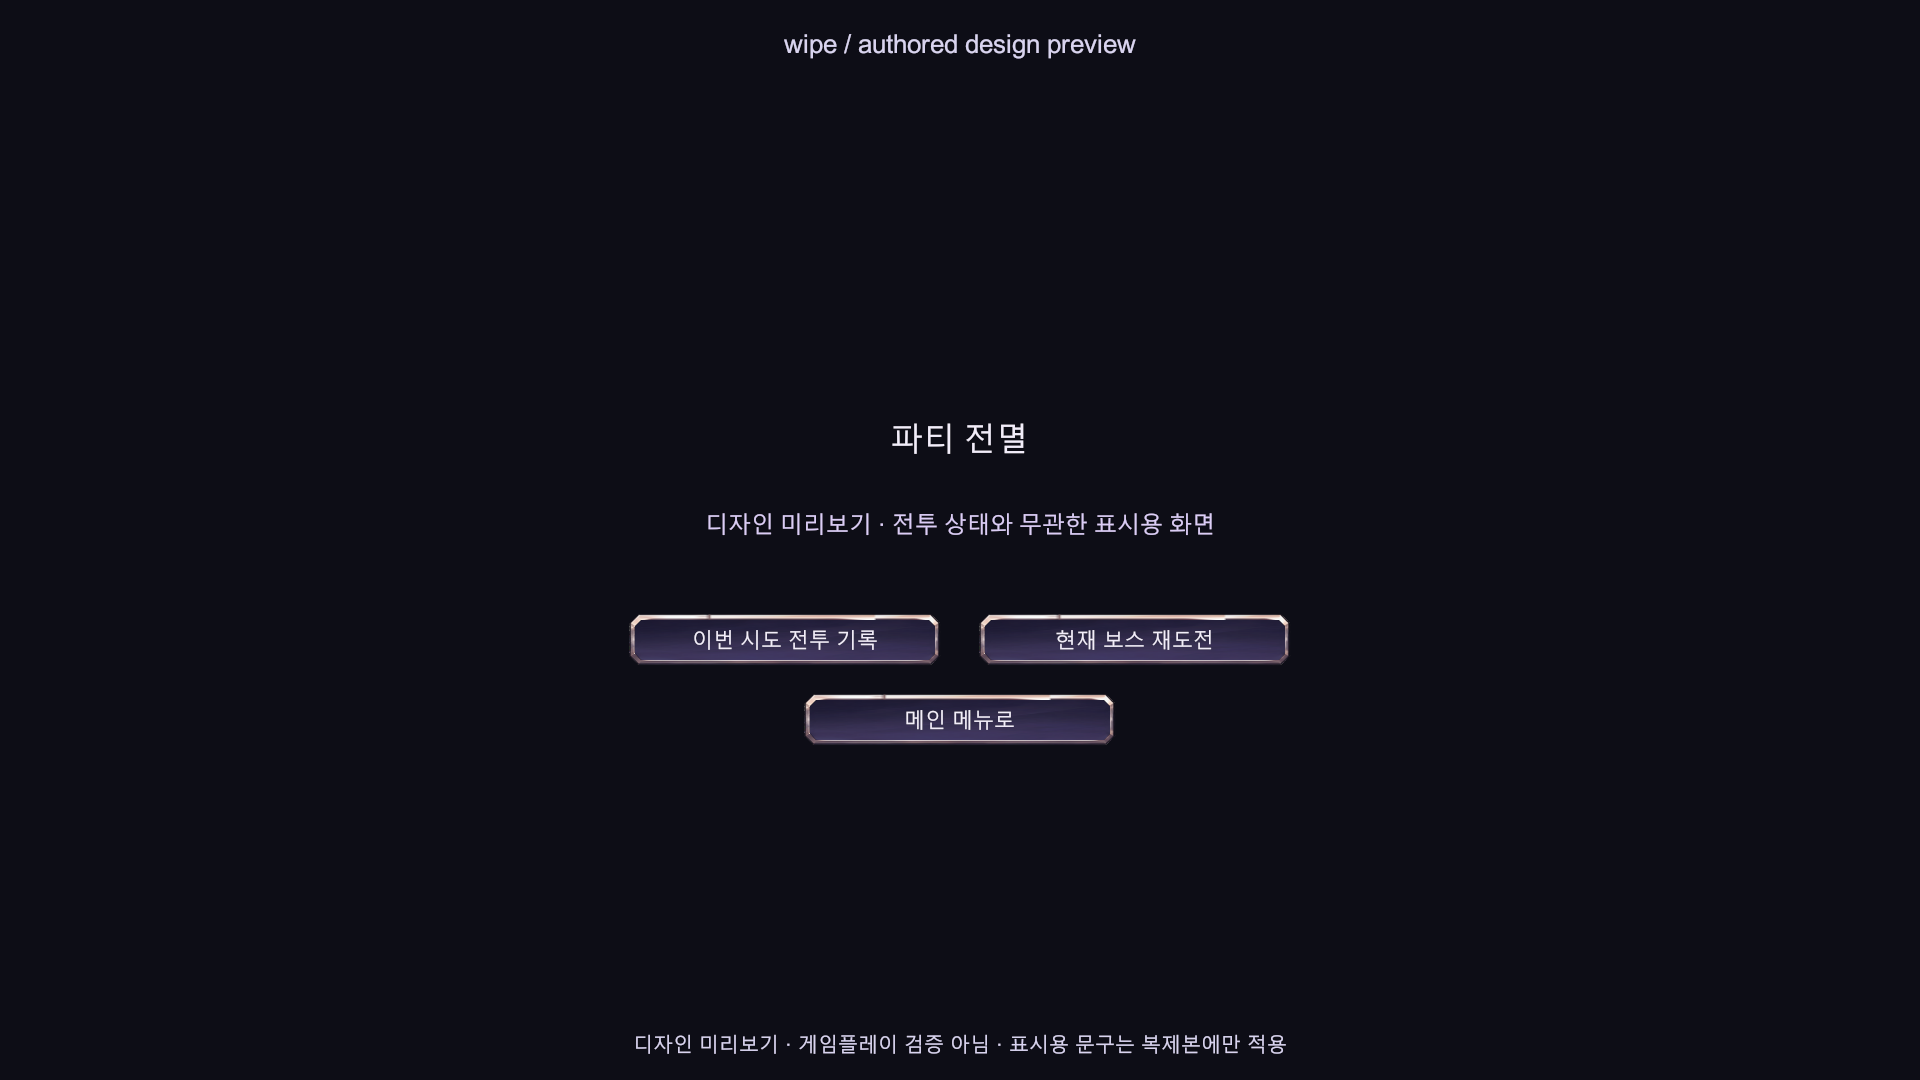 wipe / authored design preview
파티 전멸
디자인 미리보기 · 전투 상태와 무관한 표시용 화면
이번 시도 전투 기록
현재 보스 재도전
메인 메뉴로
디자인 미리보기 · 게임플레이 검증 아님 · 표시용 문구는 복제본에만 적용